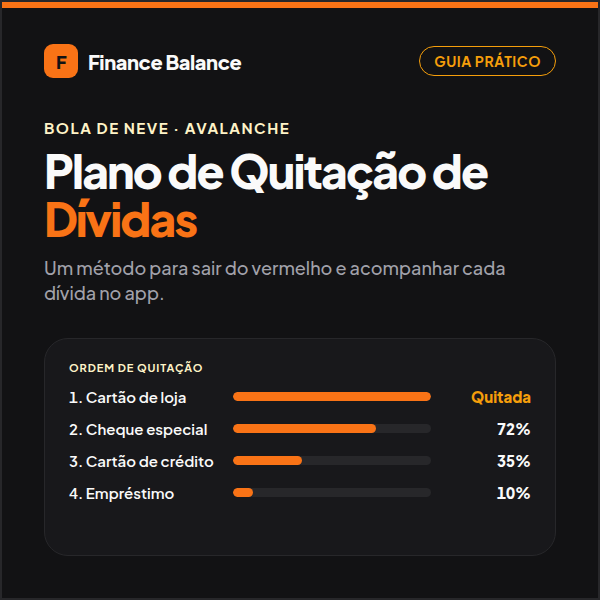 F Finance Balance
GUIA PRÁTICO
BOLA DE NEVE · AVALANCHE
Plano de Quitação de
Dívidas
Um método para sair do vermelho e acompanhar cada
dívida no app.
ORDEM DE QUITAÇÃO
1. Cartão de loja Quitada
2. Cheque especial 72%
3. Cartão de crédito 35%
4. Empréstimo 10%